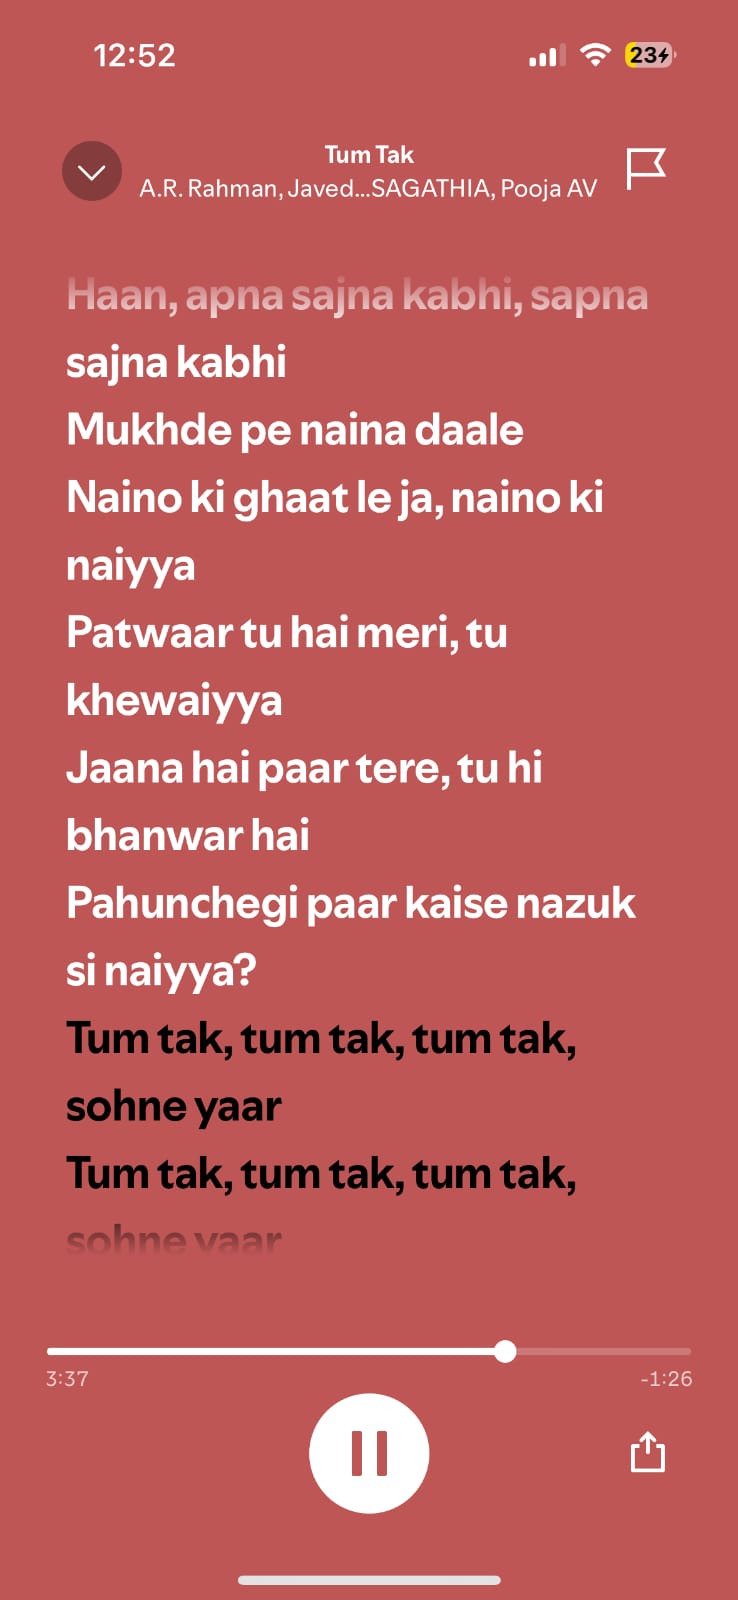 12:52
23
Tum Tak
A.R. Rahman, Javed...SAGATHIA, Pooja AV
Haan, apna sajna kabhi, sapna
sajna kabhi
Mukhde pe naina daale
Naino ki ghaat le ja, naino ki
naiyya
Patwaar tu hai meri, tu
khewaiyya
Jaana hai paar tere, tu hi
bhanwar hai
Pahunchegi paar kaise nazuk
si naiyya?
Tum tak, tum tak, tum tak,
sohne yaar
Tum tak, tum tak, tum tak,
sohne yaar
3:37
-1:26